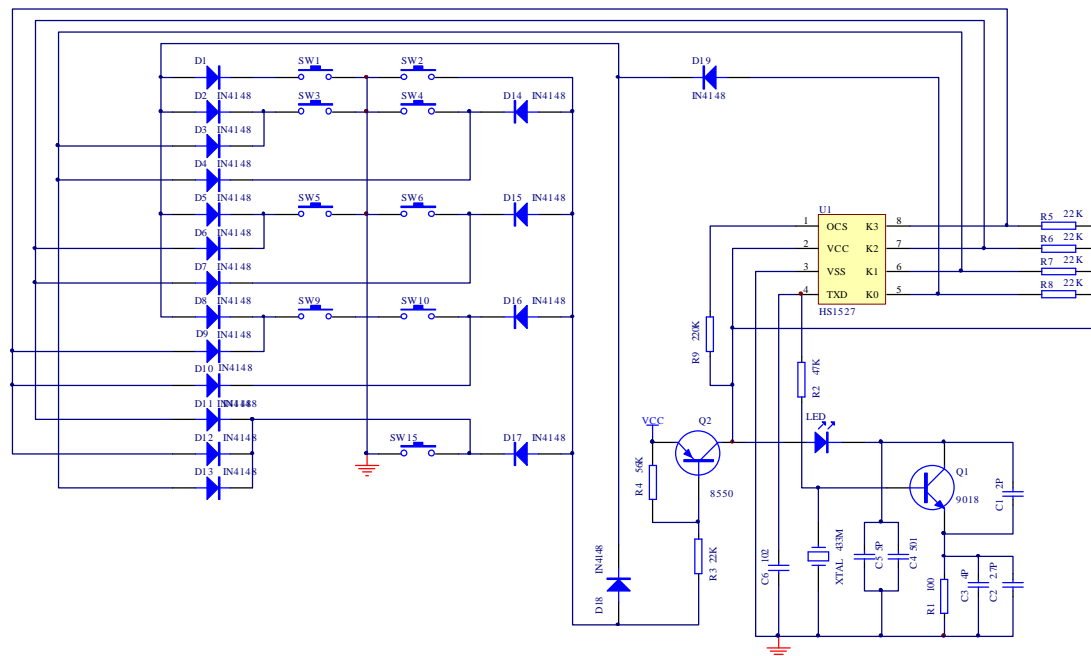 D1 SW1 SW2 D19
D2 IN4148 SW3 SW4 D14 IN4148 IN4148
D3 IN4148
D4 IN4148
D5 IN4148 SW5 SW6 D15 IN4148
D6 IN4148
D7 IN4148
D8 IN4148 SW9 SW10 D16 IN4148
D9 IN4148
D10 IN4148
D11 IN4148
D12 IN4148 SW15 D17 IN4148
D13 IN4148
U1
1 OCS K3 8 R5 22K
2 VCC K2 7 R6 22K
3 VSS K1 6 R7 22K
4 TXD K0 5 R8 22K
HS1527
R9 220K
R2 47K
VCC Q2 LED
R4 56K
8550
Q1
9018
C1 2P
R3 22K
D18 IN4148
C6 102
XTAL 433M
C5 5P
C4 501
R1 100
C3 4P
C2 2.7P